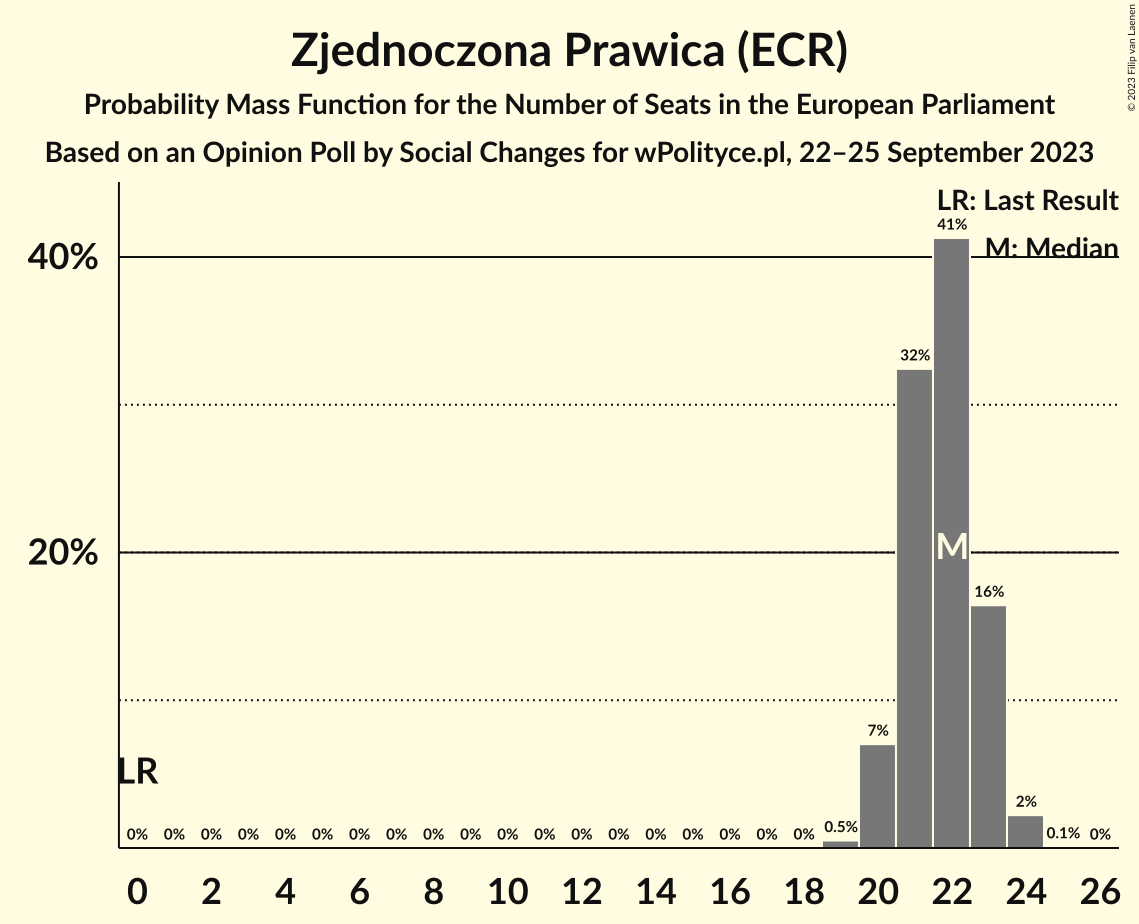 Zjednoczona Prawica (ECR)
Probability Mass Function for the Number of Seats in the European Parliament
Based on an Opinion Poll by Social Changes for wPolityce.pl, 22–25 September 2023
© 2023 Filip van Laenen
LR: Last Result
M: Median
40%
20%
41%
32%
16%
7%
2%
0.5%
0.1%
M
LR
0% 0% 0% 0% 0% 0% 0% 0% 0% 0% 0% 0% 0% 0% 0% 0% 0% 0% 0% 0%
0 2 4 6 8 10 12 14 16 18 20 22 24 26